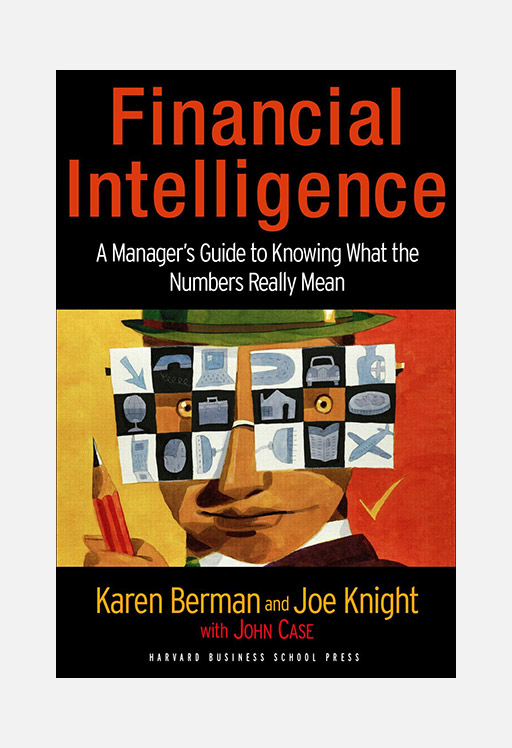 Financial
Intelligence
A Manager's Guide to Knowing What the
Numbers Really Mean
Karen Berman and Joe Knight
with JOHN CASE
HARVARD BUSINESS SCHOOL PRESS